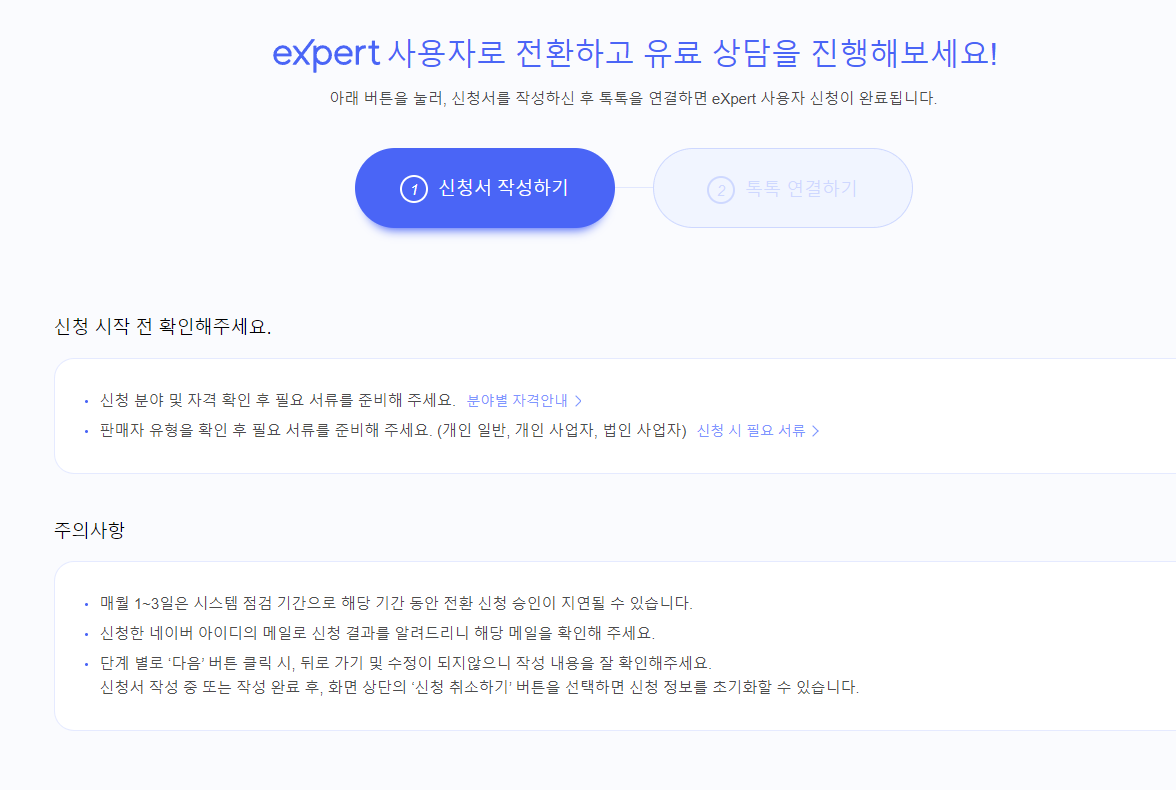 eXpert 사용자로 전환하고 유료 상담을 진행해보세요!
아래 버튼을 눌러, 신청서를 작성하신 후 톡톡을 연결하면 eXpert 사용자 신청이 완료됩니다.
1 신청서 작성하기
2 톡톡 연결하기
신청 시작 전 확인해주세요.
• 신청 분야 및 자격 확인 후 필요 서류를 준비해 주세요. 분야별 자격안내 >
• 판매자 유형을 확인 후 필요 서류를 준비해 주세요. (개인 일반, 개인 사업자, 법인 사업자) 신청 시 필요 서류 >
주의사항
• 매월 1~3일은 시스템 점검 기간으로 해당 기간 동안 전환 신청 승인이 지연될 수 있습니다.
• 신청한 네이버 아이디의 메일로 신청 결과를 알려드리니 해당 메일을 확인해 주세요.
• 단계 별로 ‘다음’ 버튼 클릭 시, 뒤로 가기 및 수정이 되지않으니 작성 내용을 잘 확인해주세요.
신청서 작성 중 또는 작성 완료 후, 화면 상단의 ‘신청 취소하기’ 버튼을 선택하면 신청 정보를 초기화할 수 있습니다.